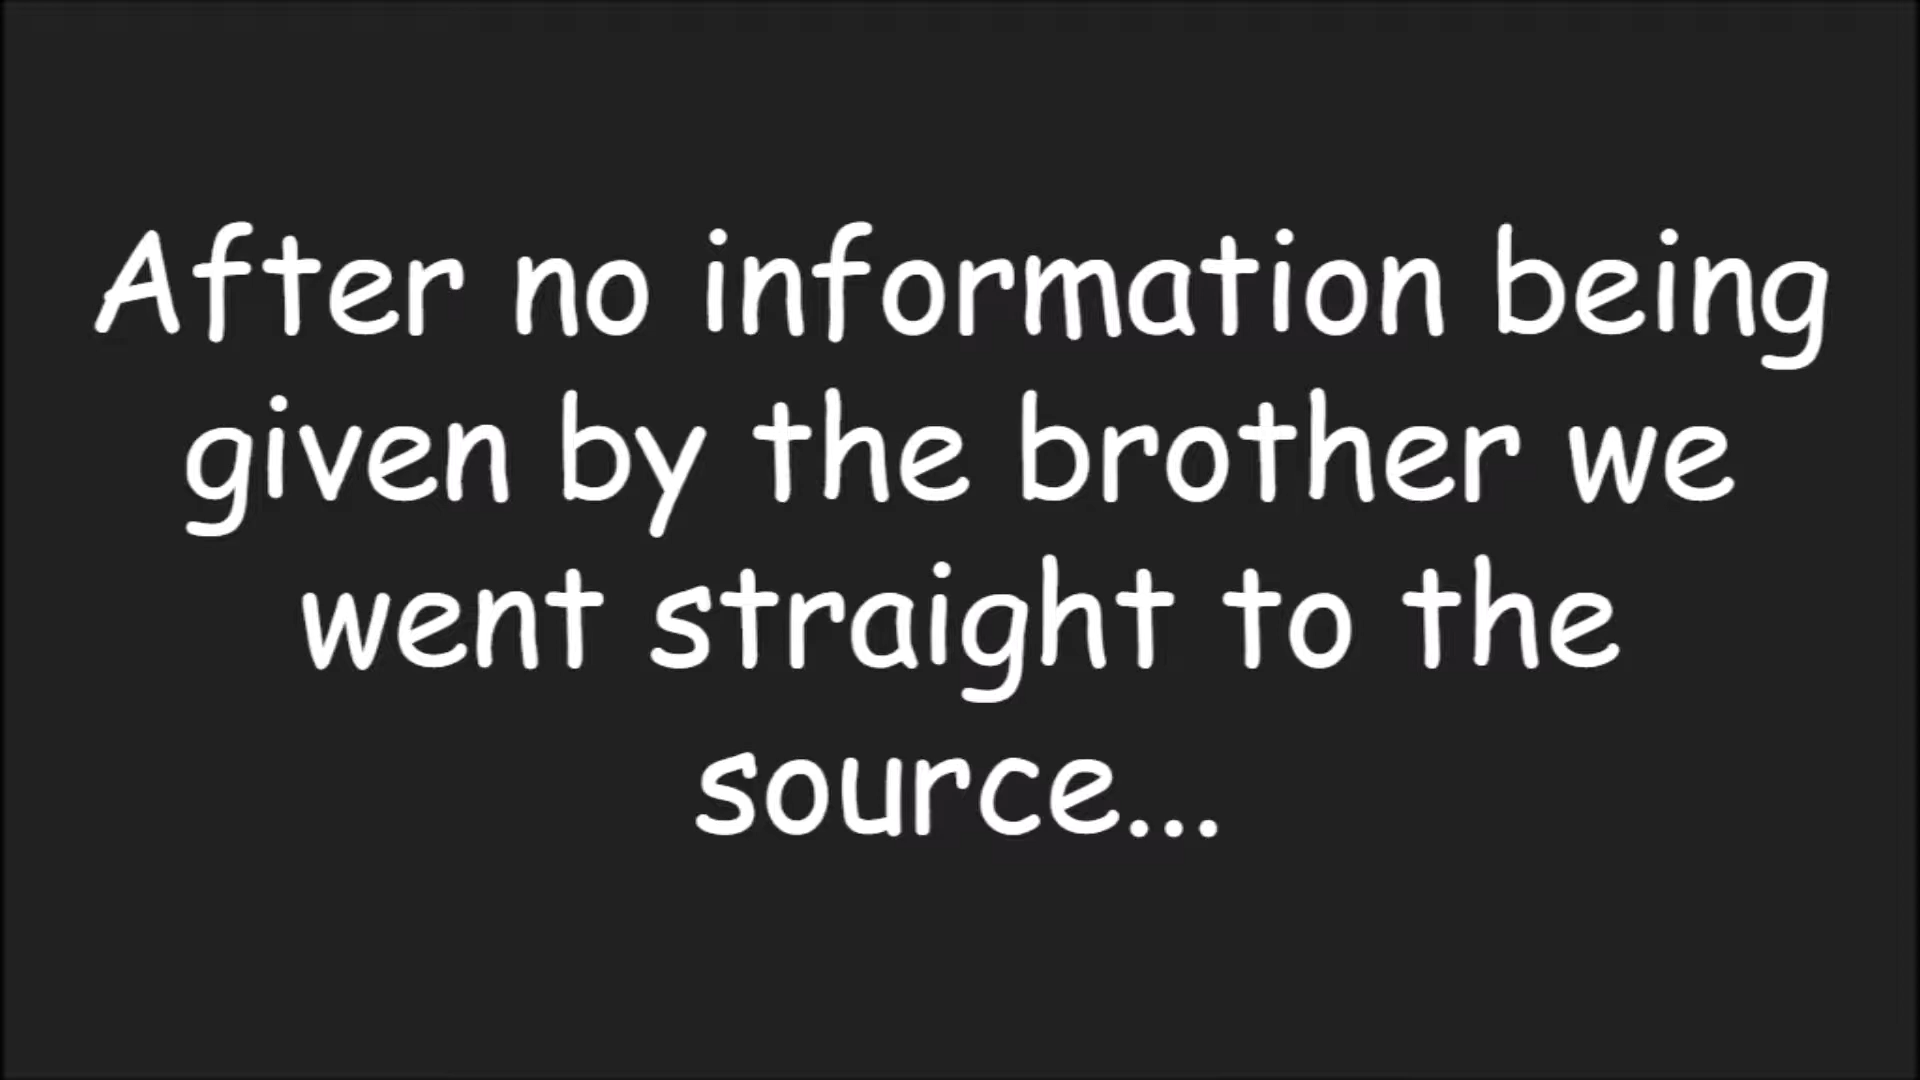 After no information being
given by the brother we
went straight to the
source...